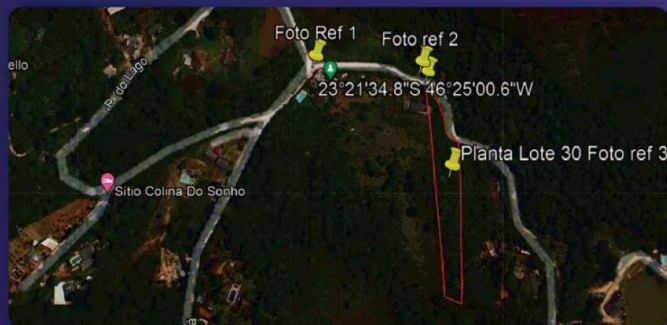 Foto Ref 1
Foto ref 2
ello
R. do Lago
23°21'34.8"S 46°25'00.6"W
Planta Lote 30 Foto ref 3
Sítio Colina Do Sonho
a